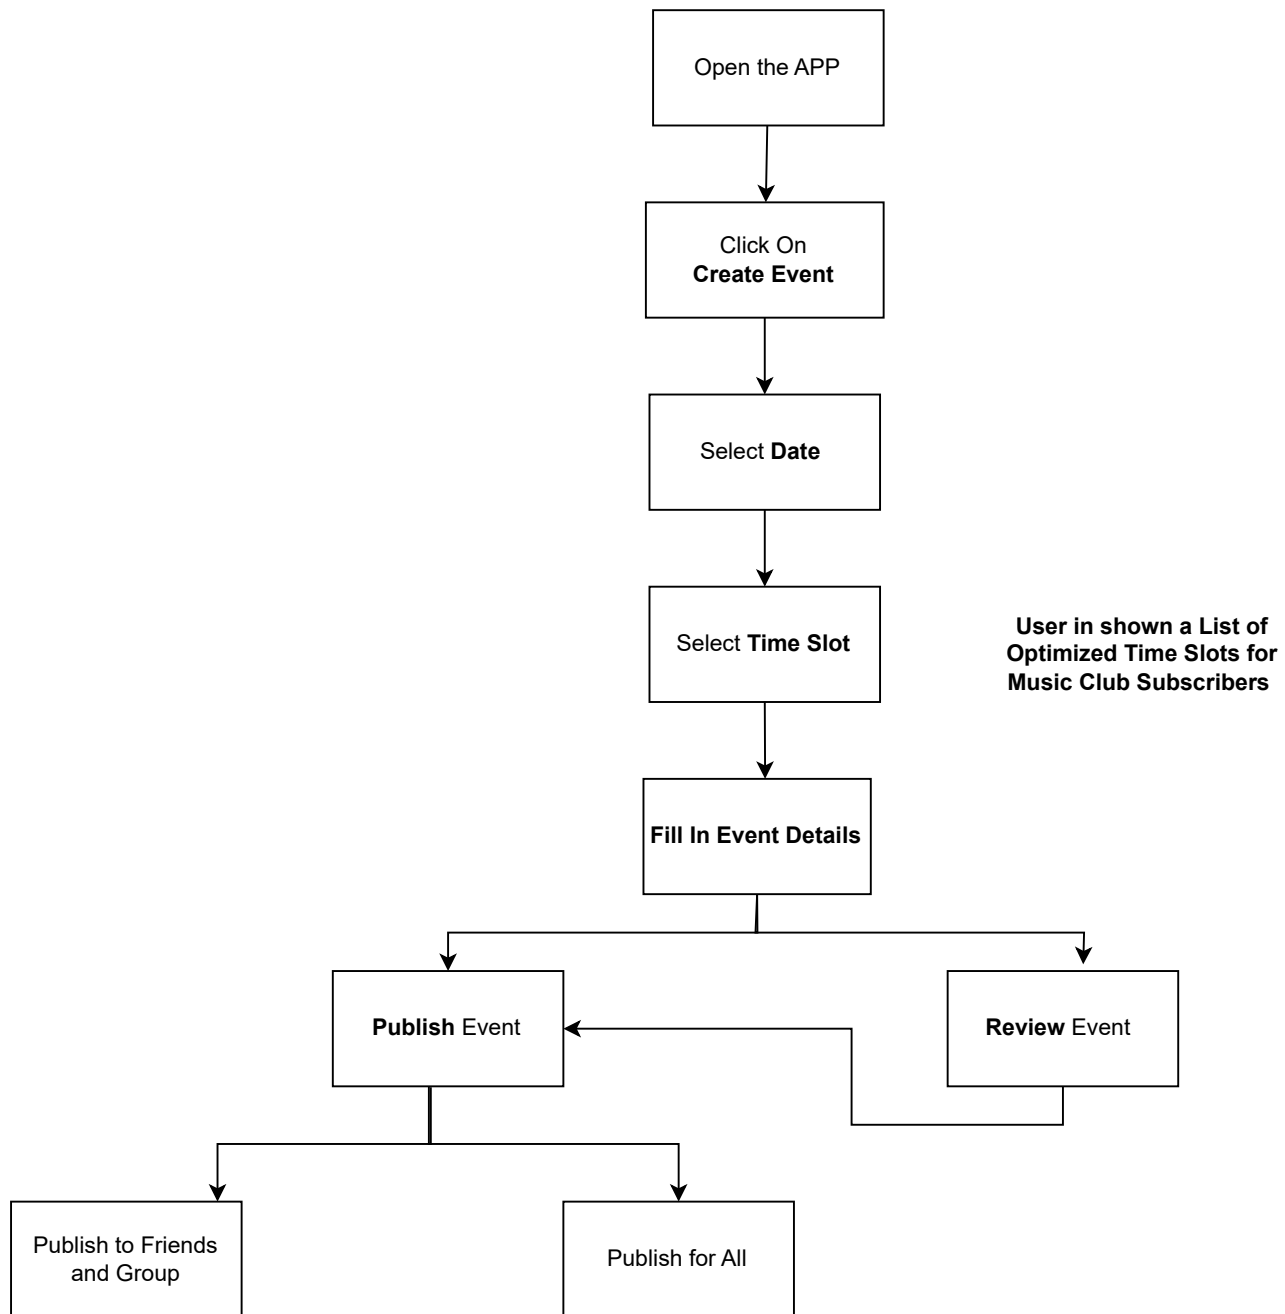 Open the APP
Click On
Create Event
Select Date
Select Time Slot
User in shown a List of
Optimized Time Slots for
Music Club Subscribers
Fill In Event Details
Publish Event
Review Event
Publish to Friends
and Group
Publish for All